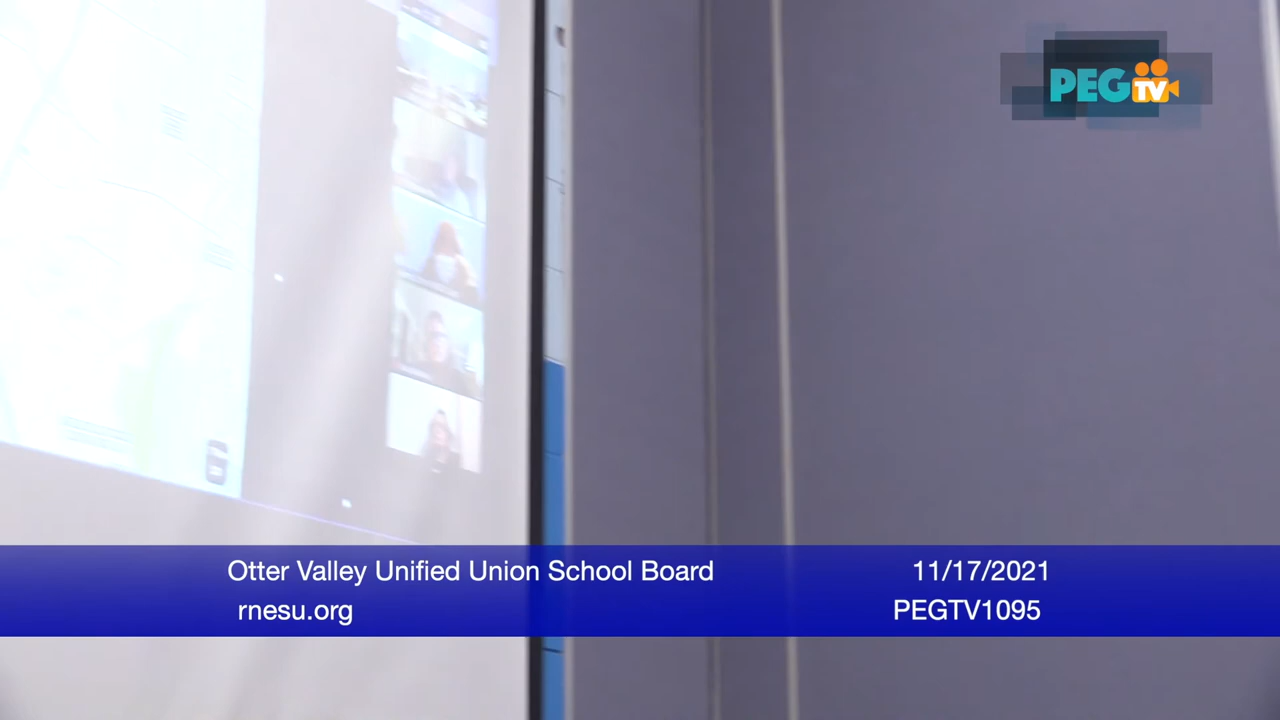 PEGTV
Otter Valley Unified Union School Board 11/17/2021
rnesu.org PEGTV1095